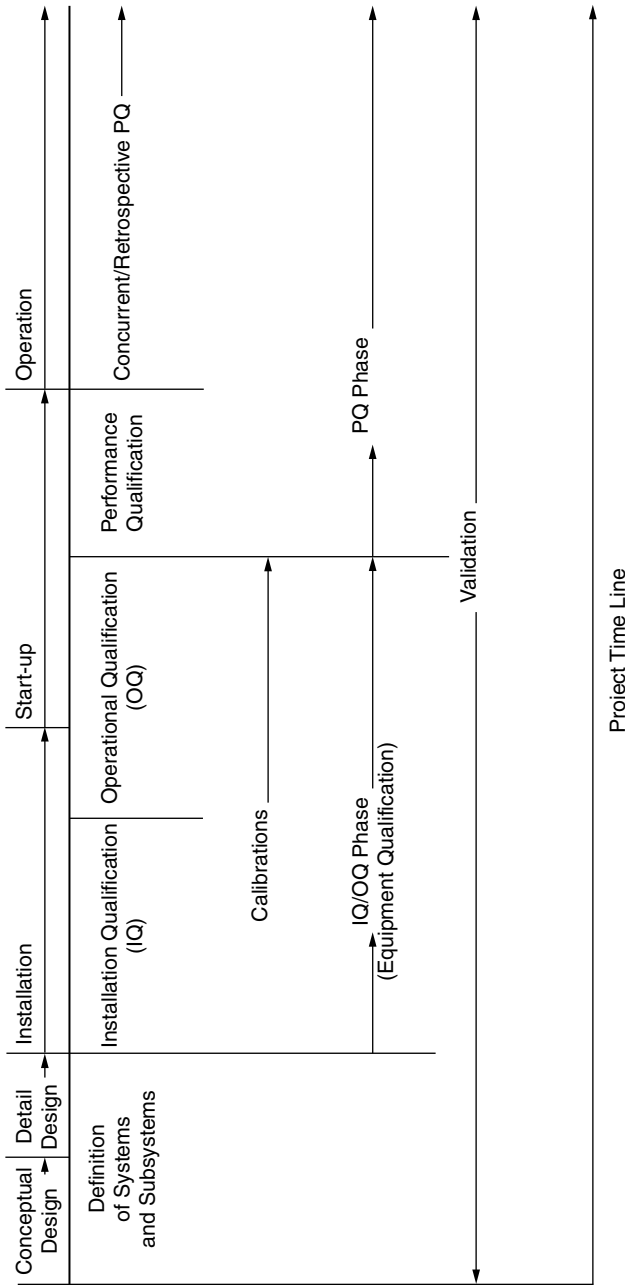 Conceptual
Design
Detail
Design
Installation
Start-up
Operation
Definition
of Systems
and Subsystems
Installation Qualification
(IQ)
Operational Qualification
(OQ)
Performance
Qualification
Concurrent/Retrospective PQ
Calibrations
IQ/OQ Phase
(Equipment Qualification)
PQ Phase
Validation
Project Time Line